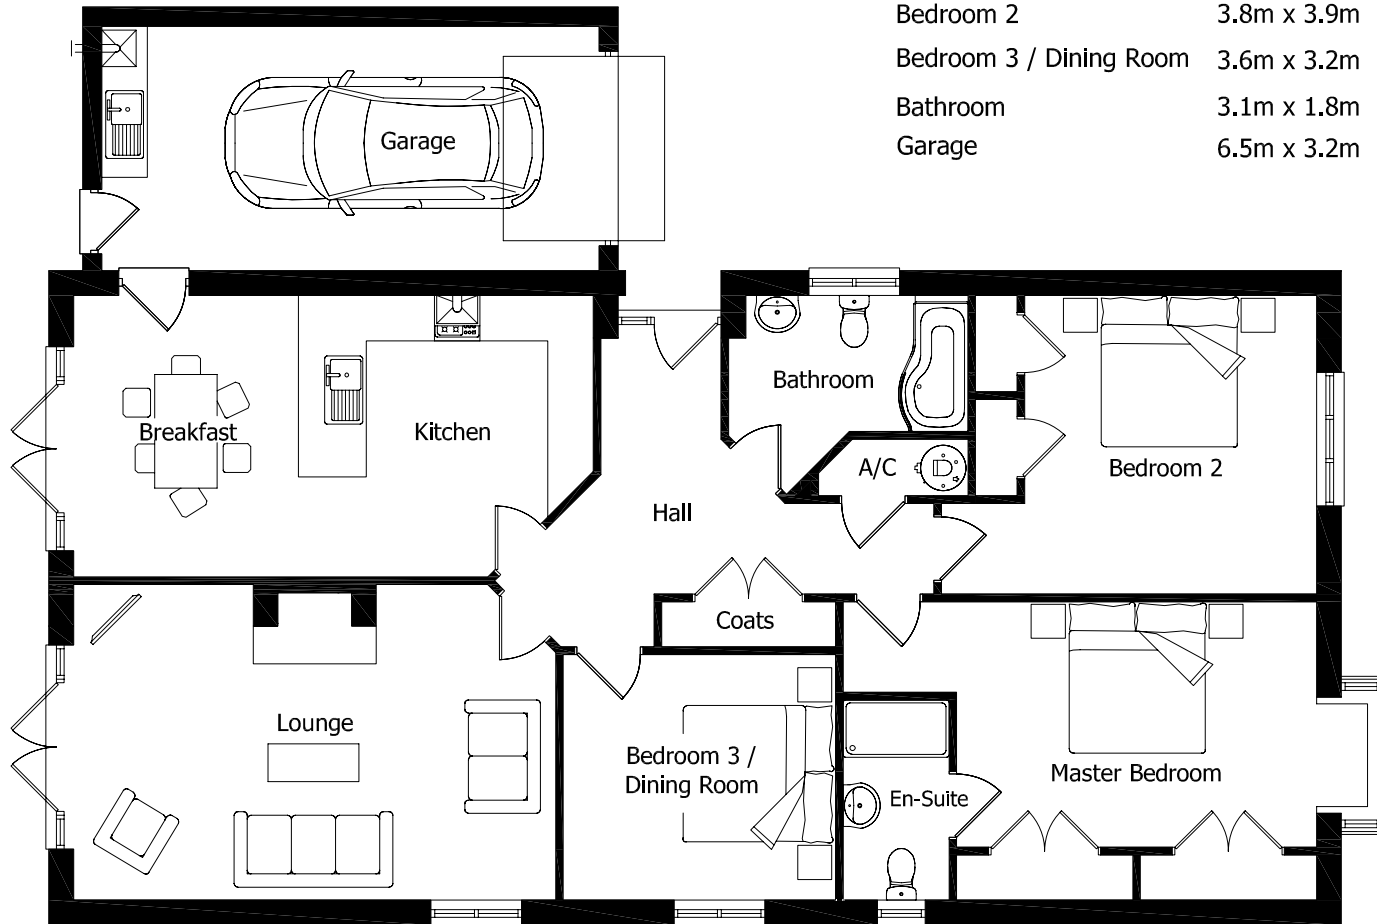 Bedroom 2 3.8m x 3.9m
Bedroom 3 / Dining Room 3.6m x 3.2m
Bathroom 3.1m x 1.8m
Garage 6.5m x 3.2m
Garage
Breakfast
Kitchen
Bathroom
A/C
Bedroom 2
Hall
Coats
Lounge
Bedroom 3 /
Dining Room
En-Suite
Master Bedroom